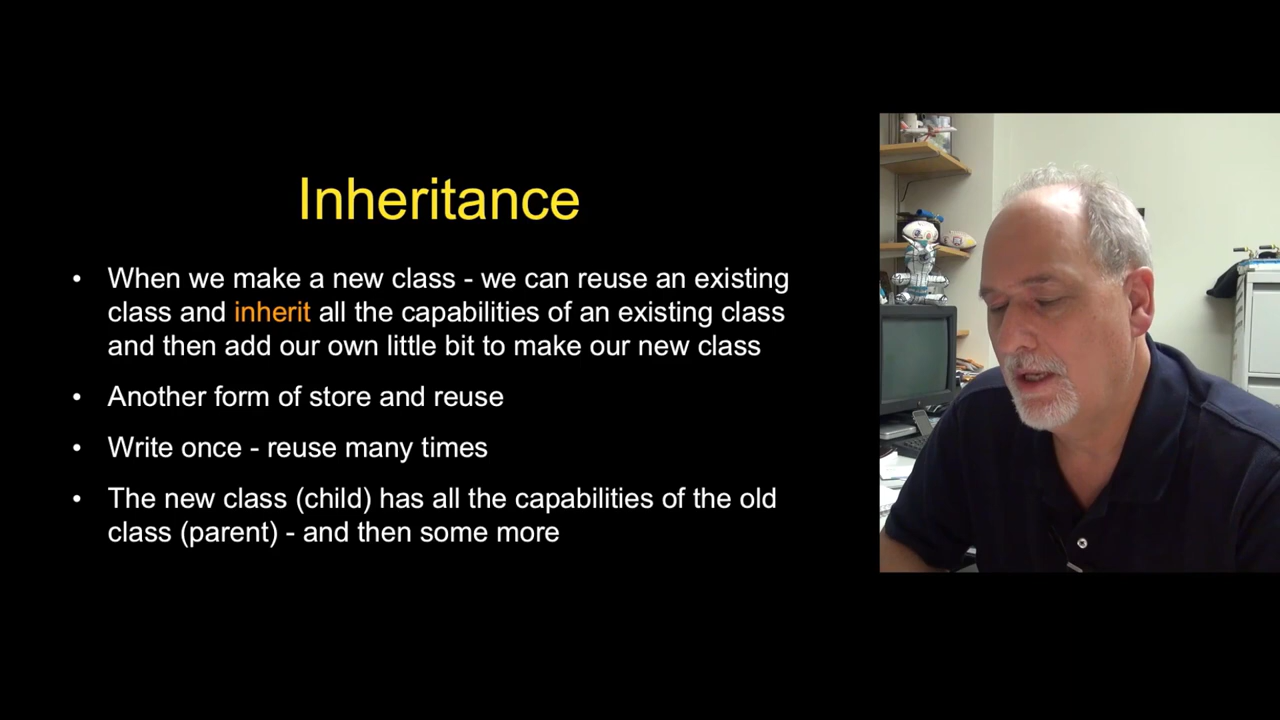 Inheritance
• When we make a new class - we can reuse an existing
class and inherit all the capabilities of an existing class
and then add our own little bit to make our new class
• Another form of store and reuse
• Write once - reuse many times
• The new class (child) has all the capabilities of the old
class (parent) - and then some more